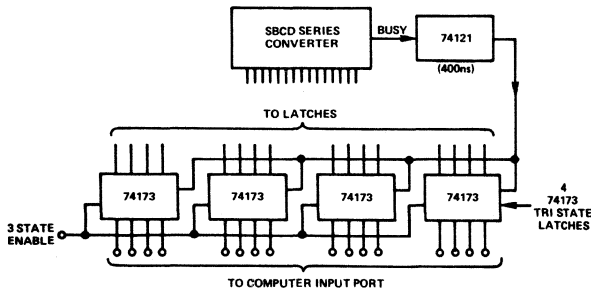 SBCD SERIES
CONVERTER
BUSY
74121
(400ns)
TO LATCHES
74173
74173
74173
74173
4
74173
TRI STATE
LATCHES
3 STATE
ENABLE
TO COMPUTER INPUT PORT